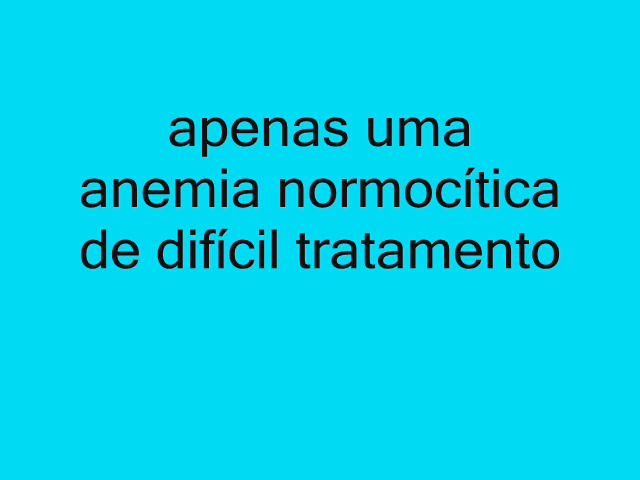 apenas uma
anemia normocítica
de difícil tratamento